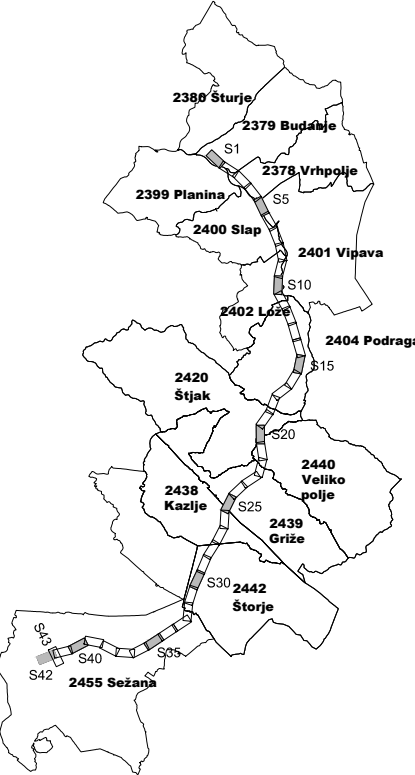 2380 Šturje
2379 Budanje
S1
2378 Vrhpolje
2399 Planina
S5
2400 Slap
2401 Vipava
S10
2402 Lože
2404 Podraga
S15
2420
Štjak
S20
2440
Veliko
polje
2438
Kazlje
S25
2439
Griže
S30
2442
Štorje
S43
S35
S40
S42
2455 Sežana